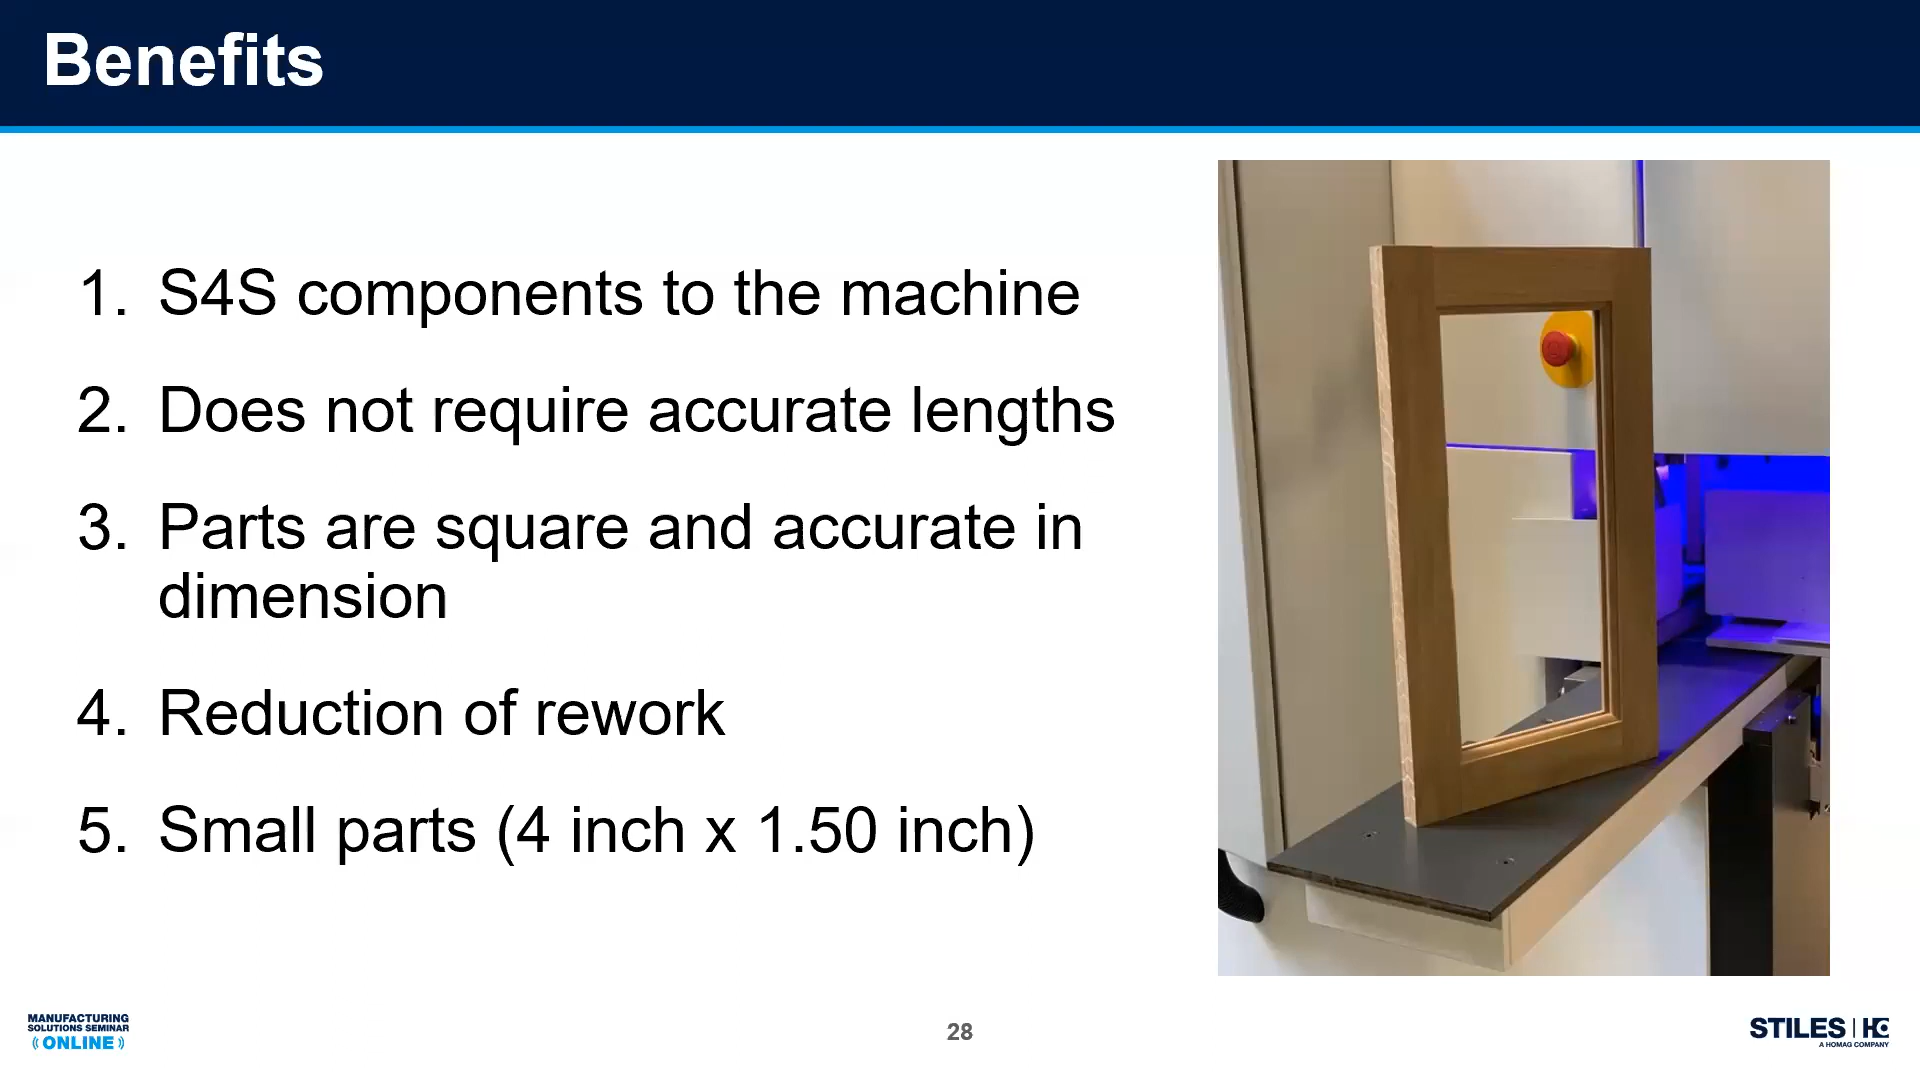 Benefits
1. S4S components to the machine
2. Does not require accurate lengths
3. Parts are square and accurate in
dimension
4. Reduction of rework
5. Small parts (4 inch x 1.50 inch)
MANUFACTURING
SOLUTIONS SEMINAR
ONLINE
28
STILES | HC
A HOMAG COMPANY